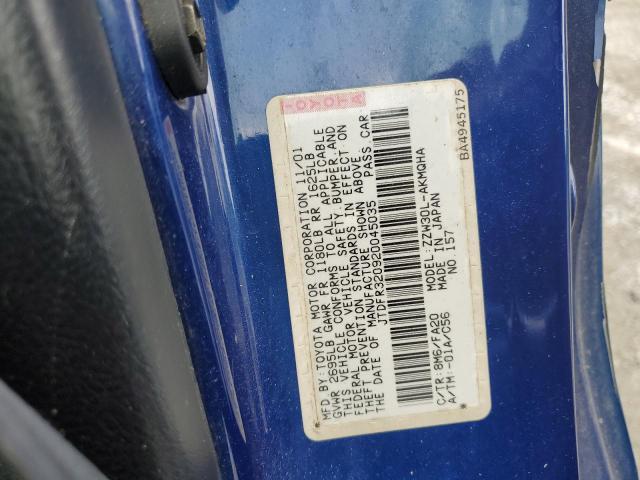 TOYOTA
MFD BY:TOYOTA MOTOR CORPORATION 11/01
GVWR 2695LB GAWR FR 1180LB RR 1625LB
THIS VEHICLE CONFORMS TO ALL APPLICABLE
FEDERAL MOTOR VEHICLE SAFETY, BUMPER AND
THEFT PREVENTION STANDARDS IN EFFECT ON
THE DATE OF MANUFACTURE SHOWN ABOVE.
JTDFR320920045035 PASS CAR
C/TR:8M6/FA20 MODEL:ZZW30L-AKMQHA
A/TM:-01A/C56 MADE IN JAPAN
NO.157
BA4945175